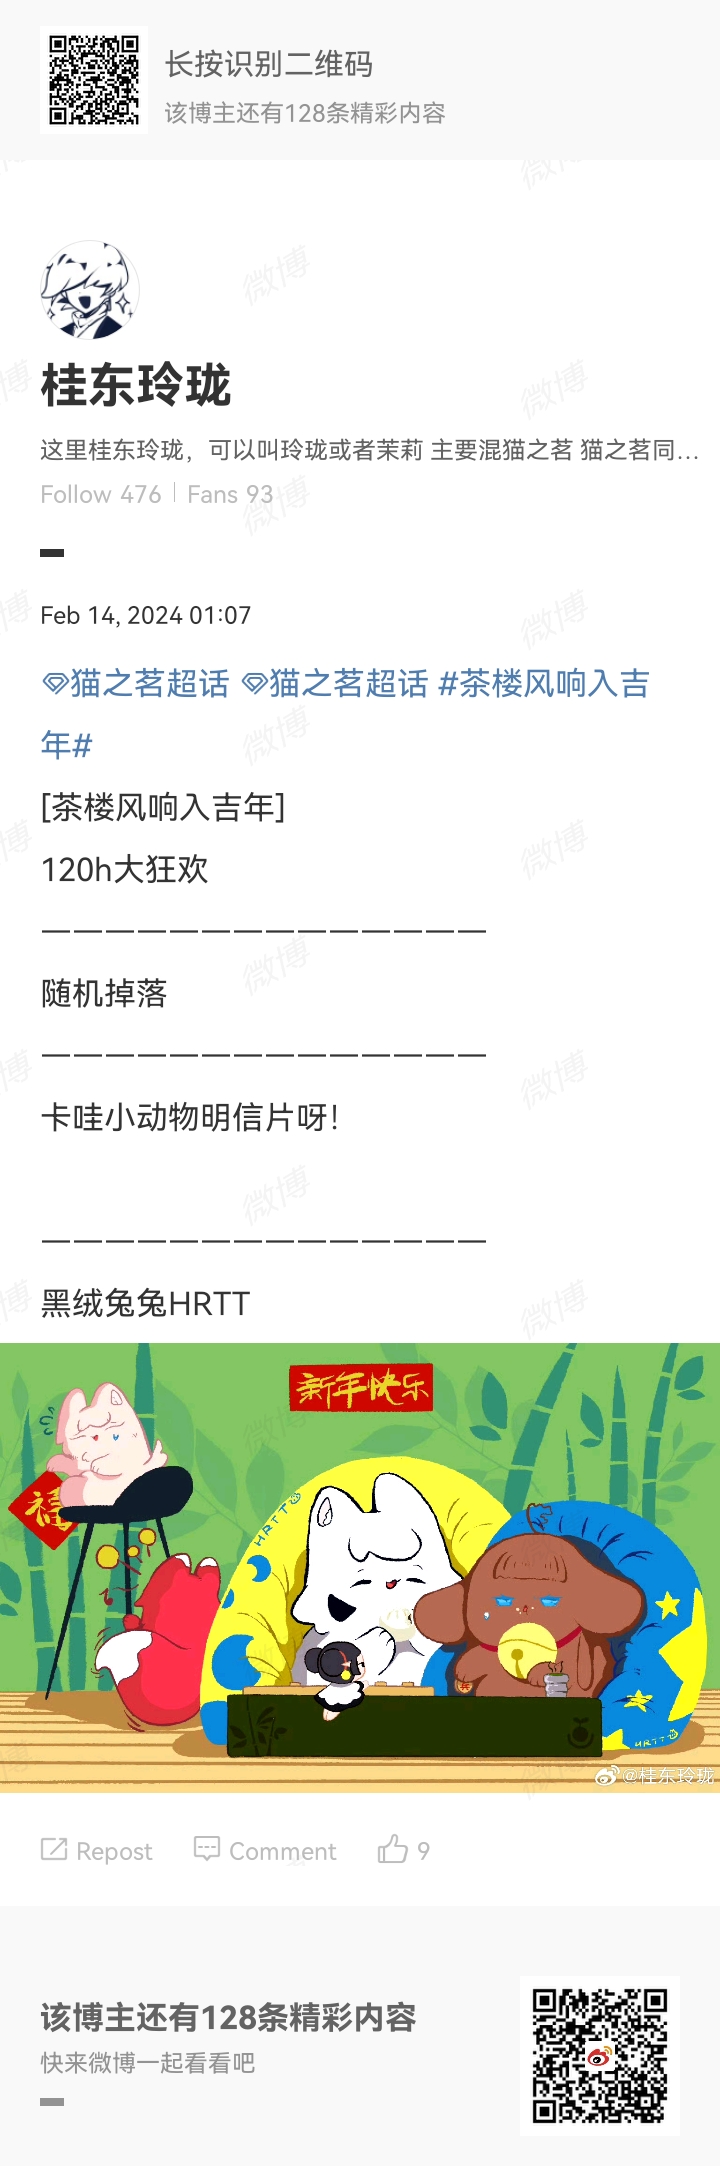 长按识别二维码
该博主还有128条精彩内容
桂东玲珑
这里桂东玲珑，可以叫玲珑或者茉莉 主要混猫之茗 猫之茗同...
Follow 476 | Fans 93
Feb 14, 2024 01:07
猫之茗超话 猫之茗超话 #茶楼风响入吉
年#
[茶楼风响入吉年]
120h大狂欢
——————————————
随机掉落
——————————————
卡哇小动物明信片呀！
——————————————
黑绒兔兔HRTT
新年快乐
福
HRTT
HRTT
@桂东玲珑
Repost
Comment
9
该博主还有128条精彩内容
快来微博一起看看吧
微博